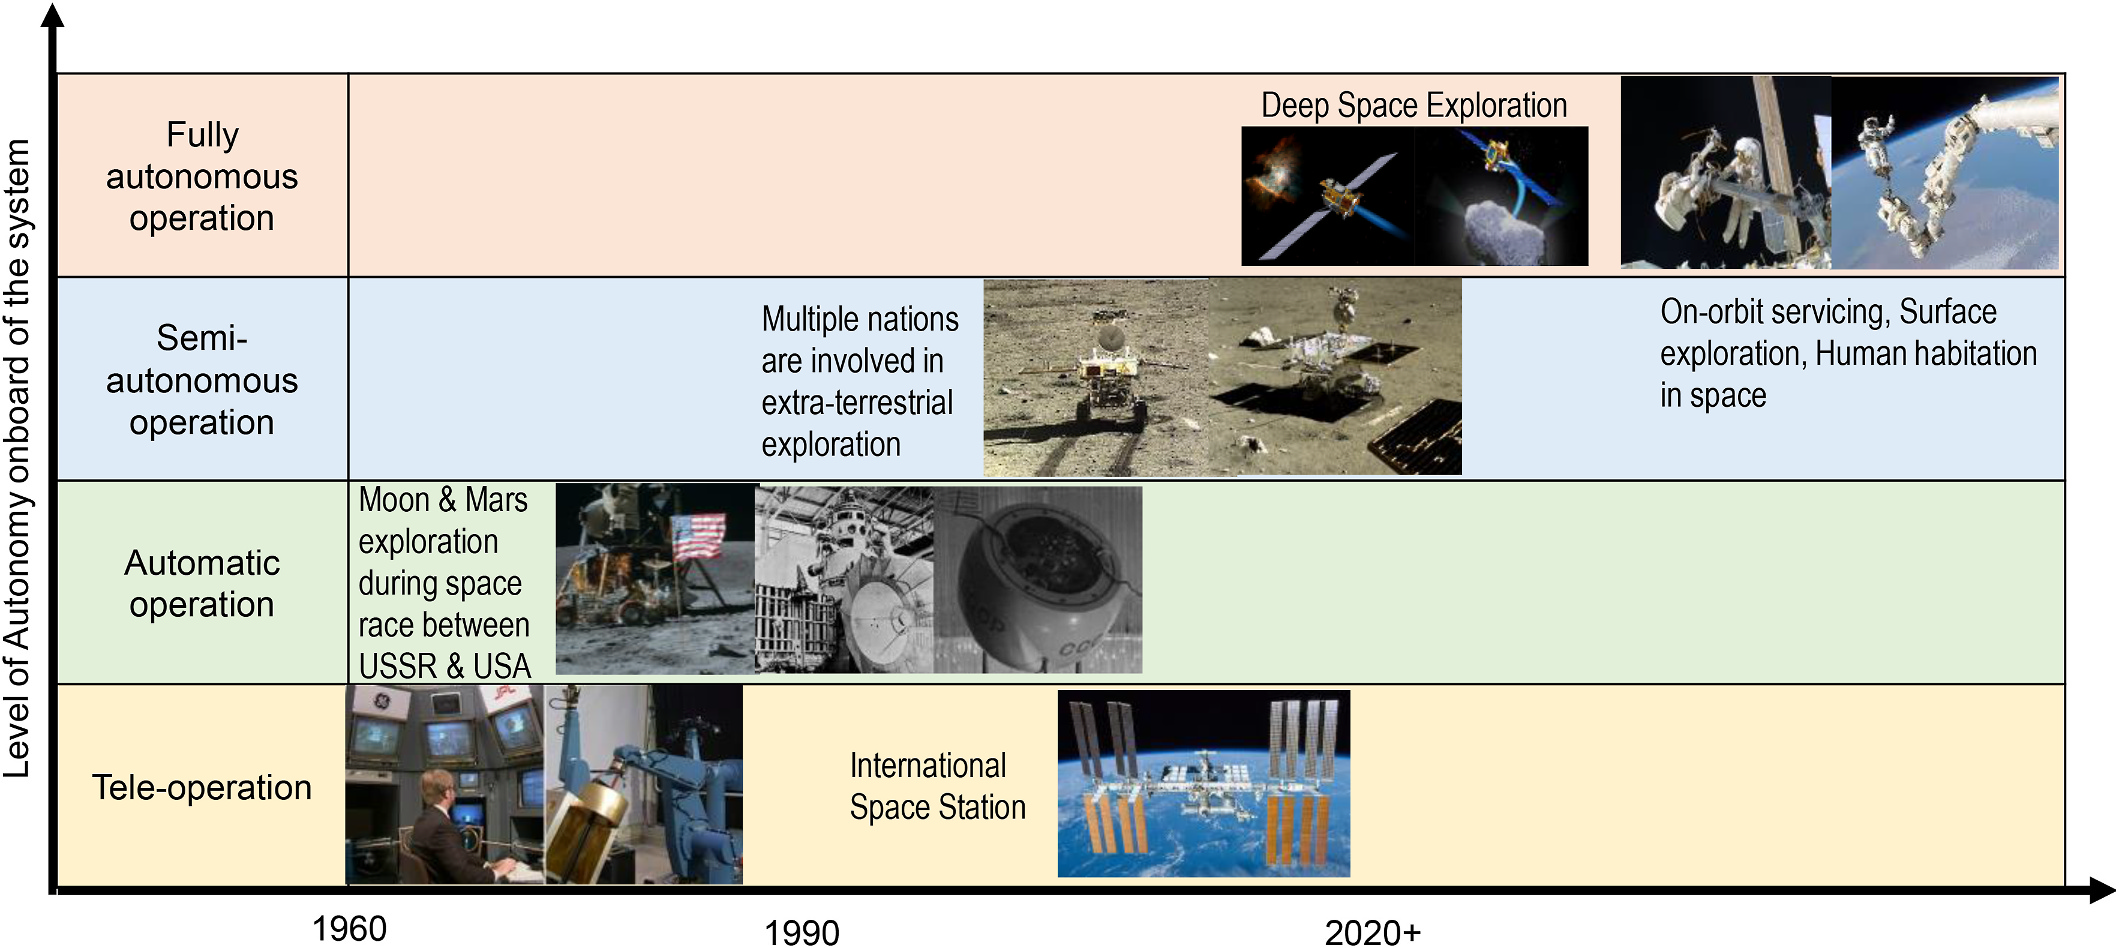 Level of Autonomy onboard of the system
Fully
autonomous
operation
Deep Space Exploration
Semi-
autonomous
operation
Multiple nations
are involved in
extra-terrestrial
exploration
On-orbit servicing, Surface
exploration, Human habitation
in space
Automatic
operation
Moon & Mars
exploration
during space
race between
USSR & USA
Tele-operation
JPL
International
Space Station
1960
1990
2020+